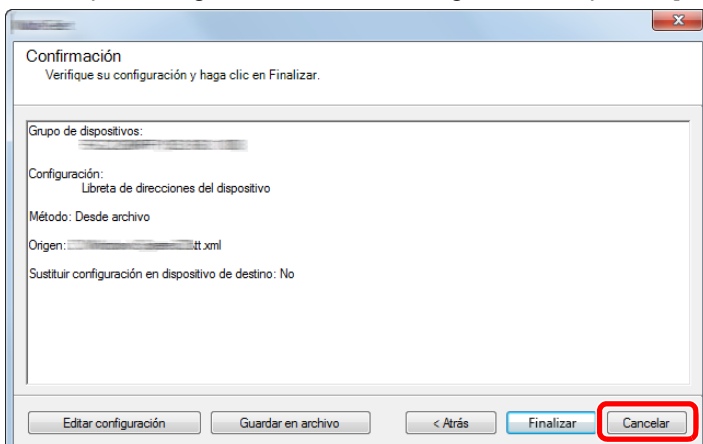 Confirmación
Verifique su configuración y haga clic en Finalizar.
Grupo de dispositivos:
Configuración:
Libreta de direcciones del dispositivo
Método: Desde archivo
Origen: tt.xml
Sustituir configuración en dispositivo de destino: No
Editar configuración Guardar en archivo < Atrás Finalizar Cancelar